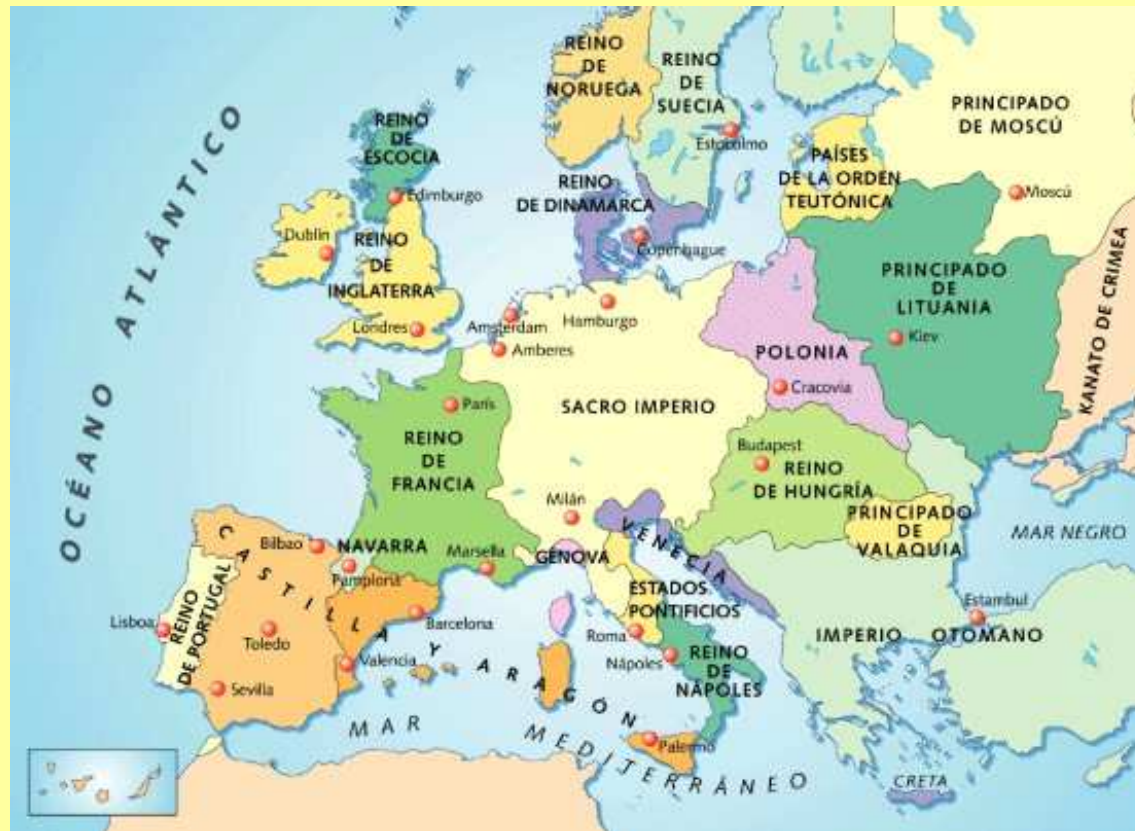 OCÉANO ATLÁNTICO
REINO
DE
NORUEGA
REINO
DE
SUECIA
Estocolmo
PRINCIPADO
DE MOSCÚ
Moscú
REINO
DE
ESCOCIA
Edimburgo
REINO
DE DINAMARCA
Copenhague
PAÍSES
DE LA ORDEN
TEUTÓNICA
Dublín
REINO
DE
INGLATERRA
Londres
Amsterdam
Amberes
Hamburgo
PRINCIPADO
DE
LITUANIA
Kiev
KANATO DE CRIMEA
POLONIA
Cracovia
SACRO IMPERIO
París
REINO
DE
FRANCIA
Budapest
REINO
DE HUNGRÍA
PRINCIPADO
DE
VALAQUIA
MAR NEGRO
Milán
VENECIA
GÉNOVA
Marsella
NAVARRA
Bilbao
Pamplona
CASTILLA Y ARAGÓN
REINO
DE PORTUGAL
Lisboa
Toledo
Barcelona
Valencia
Sevilla
ESTADOS
PONTIFICIOS
Roma
Nápoles
REINO
DE
NÁPOLES
Palermo
IMPERIO OTOMANO
Estambul
MAR MEDITERRÁNEO
CRETA